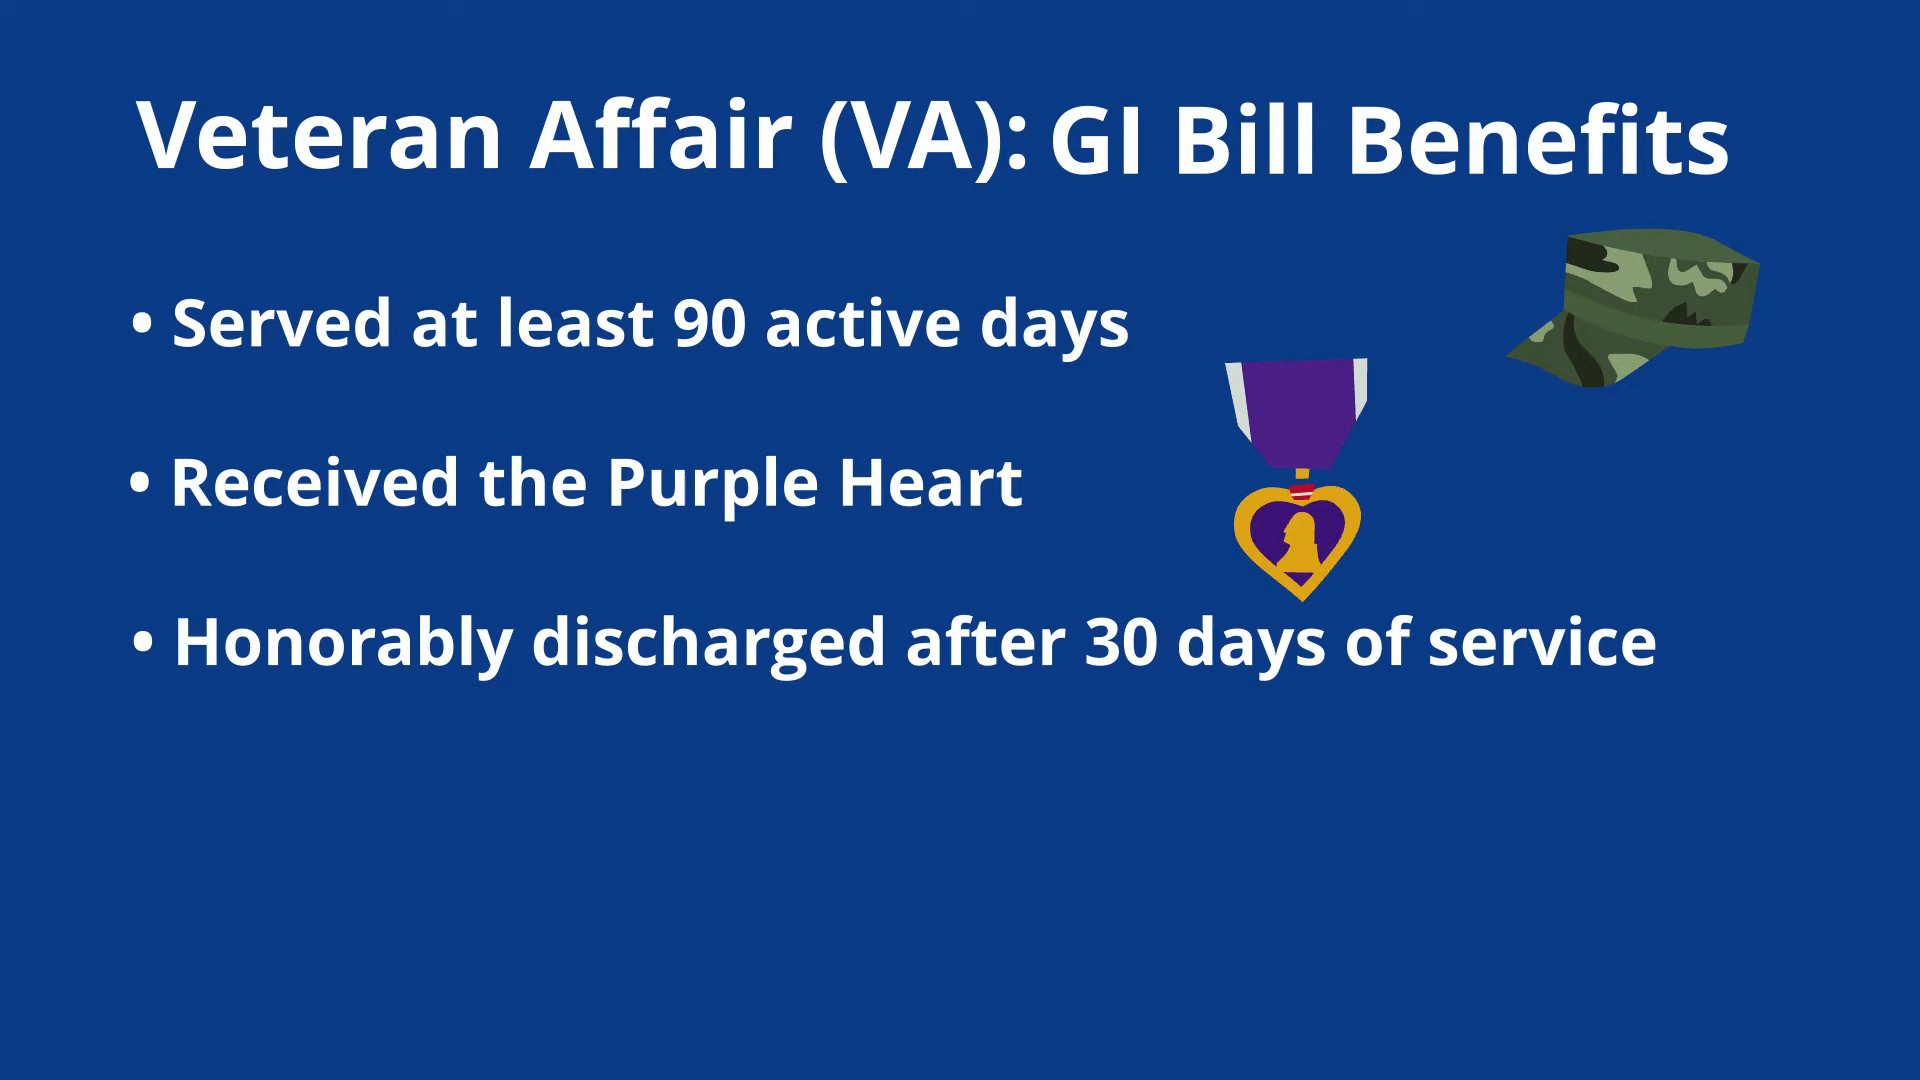 Veteran Affair (VA): GI Bill Benefits
• Served at least 90 active days
• Received the Purple Heart
• Honorably discharged after 30 days of service